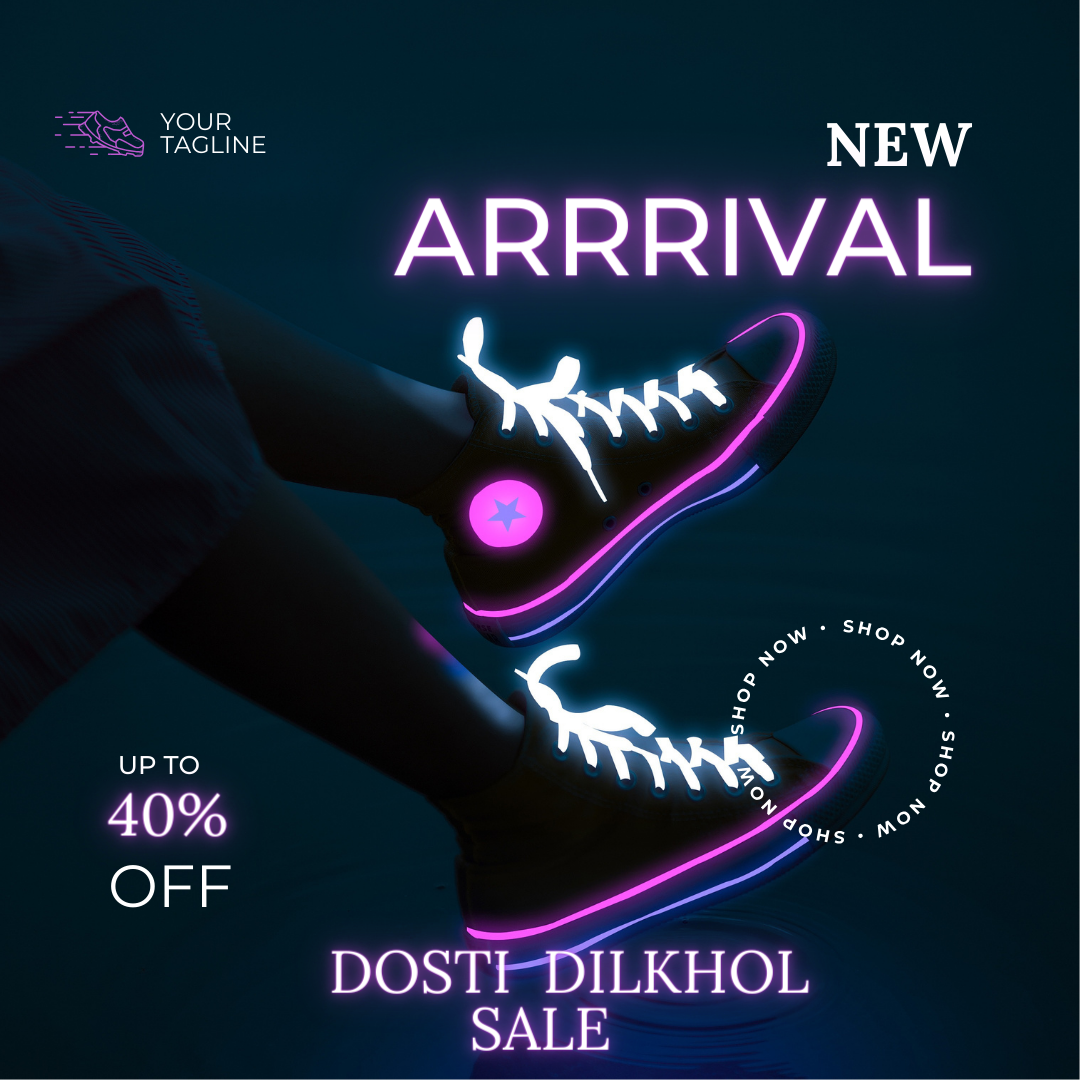 YOUR
TAGLINE
NEW
ARRRIVAL
SHOP NOW • SHOP NOW • SHOP NOW • SHOP NOW •
UP TO
40%
OFF
DOSTI DILKHOL
SALE